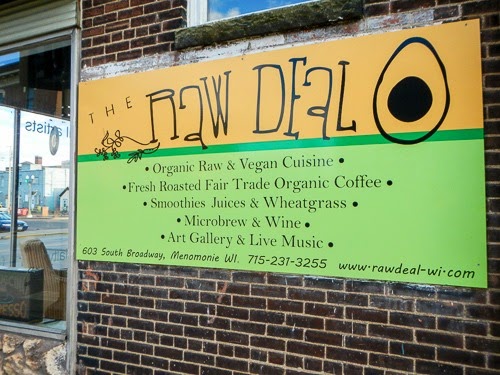 THE RAW DEAL
• Organic Raw & Vegan Cuisine •
• Fresh Roasted Fair Trade Organic Coffee •
• Smoothies Juices & Wheatgrass •
• Microbrew & Wine •
• Art Gallery & Live Music •
603 South Broadway, Menomonie WI. 715-231-3255 www.rawdeal-wi.com
l artists